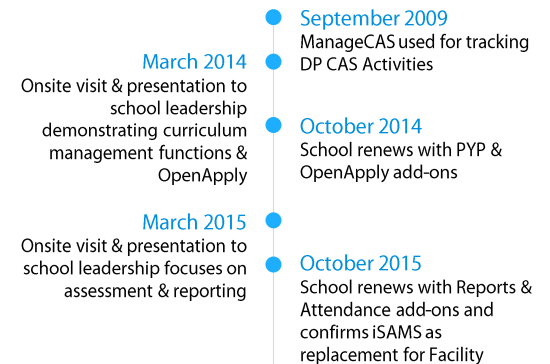 September 2009
ManageCAS used for tracking
DP CAS Activities
March 2014
Onsite visit & presentation to
school leadership
demonstrating curriculum
management functions &
OpenApply
October 2014
School renews with PYP &
OpenApply add-ons
March 2015
Onsite visit & presentation to
school leadership focuses on
assessment & reporting
October 2015
School renews with Reports &
Attendance add-ons and
confirms iSAMS as
replacement for Facility